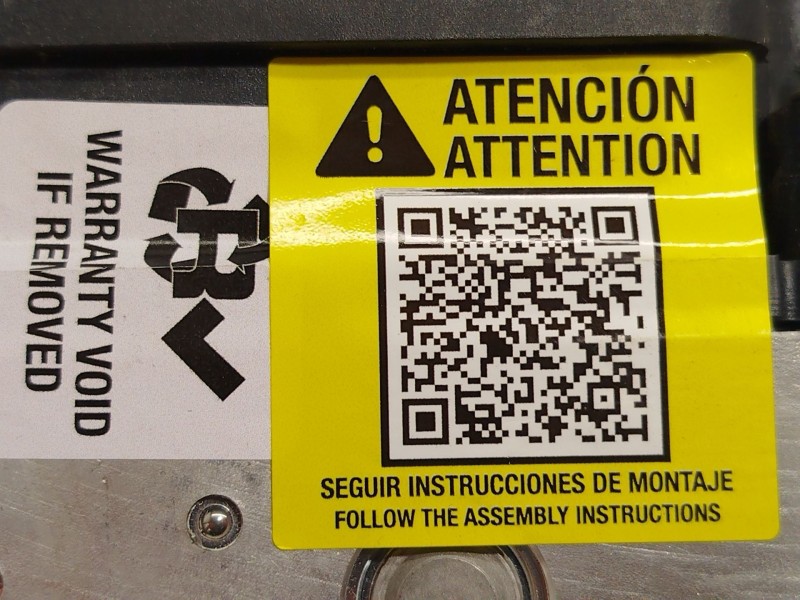 WARRANTY VOID
IF REMOVED
ATENCIÓN
ATTENTION
SEGUIR INSTRUCCIONES DE MONTAJE
FOLLOW THE ASSEMBLY INSTRUCTIONS